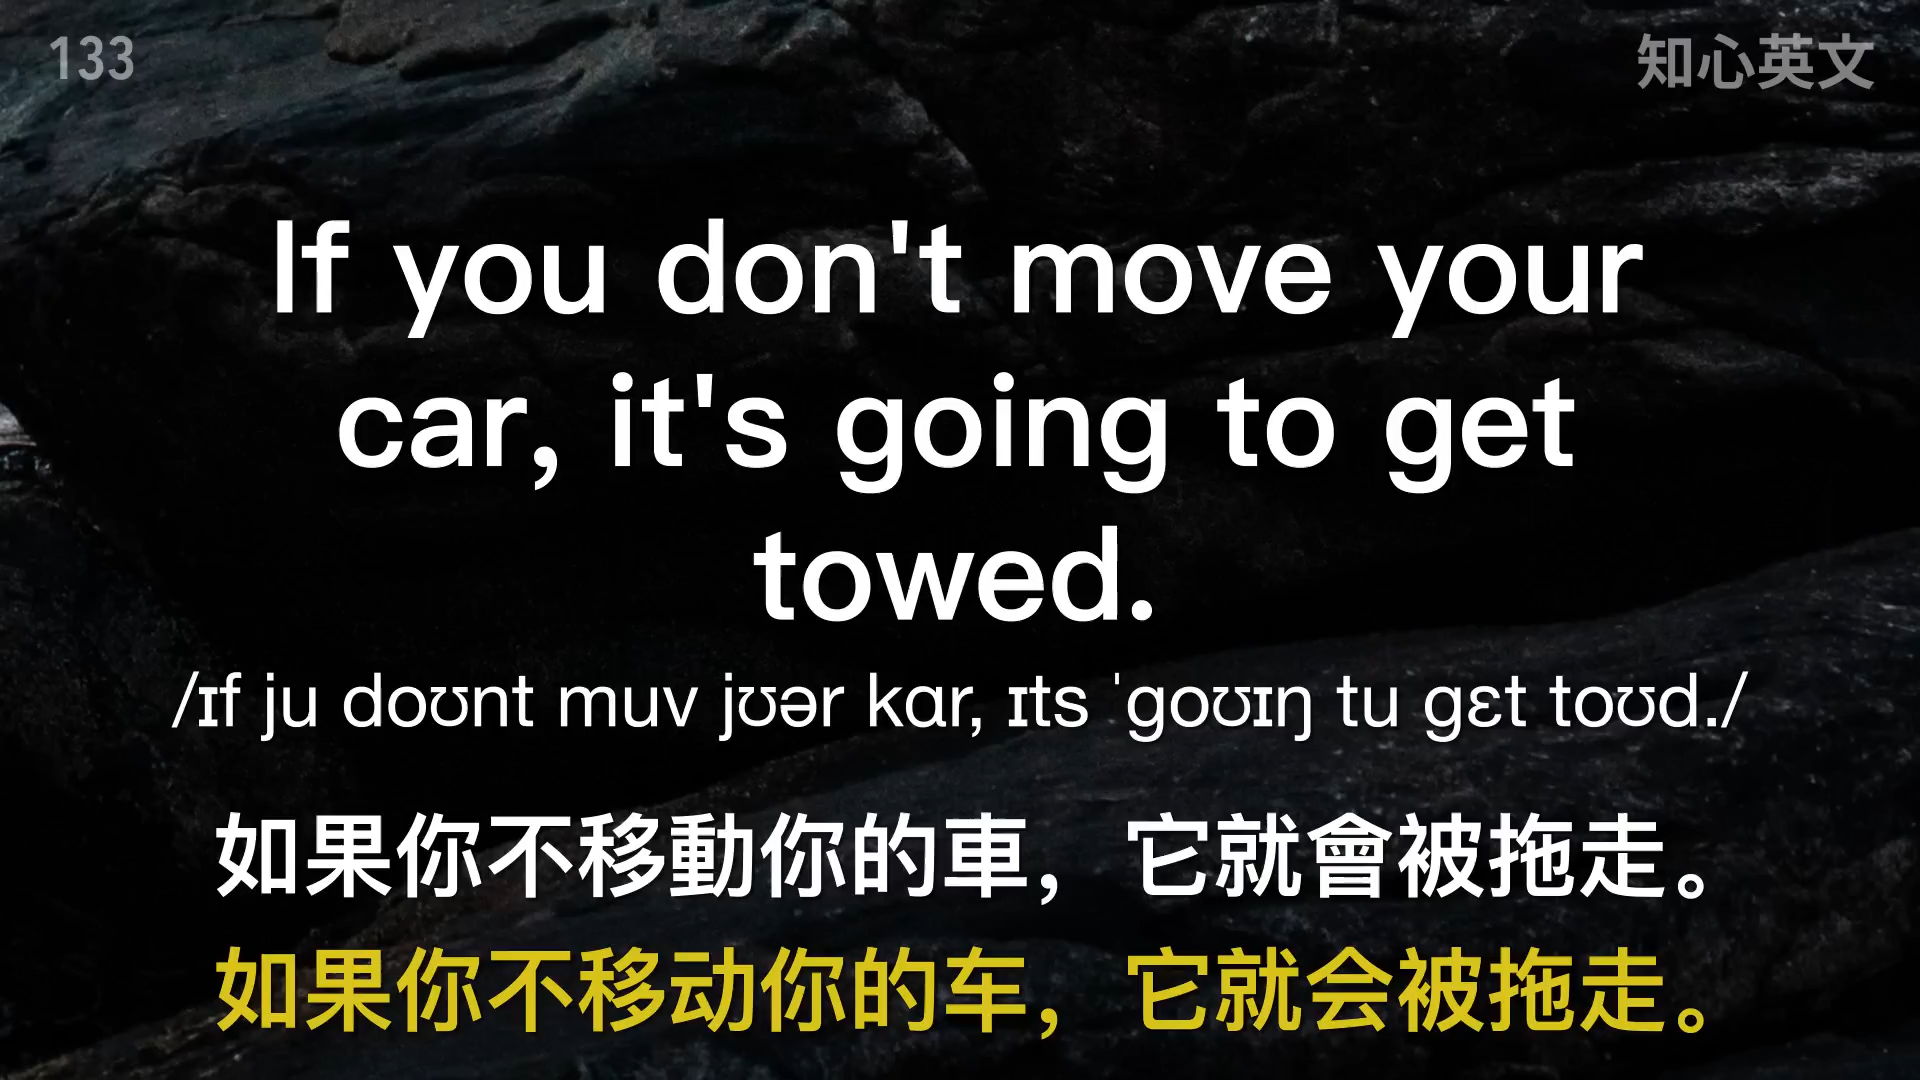 133
知心英文
If you don't move your
car, it's going to get
towed.
/ɪf ju doʊnt muv jʊər kɑr, ɪts ˈgoʊɪŋ tu gɛt toʊd./
如果你不移動你的車，它就會被拖走。
如果你不移动你的车，它就会被拖走。